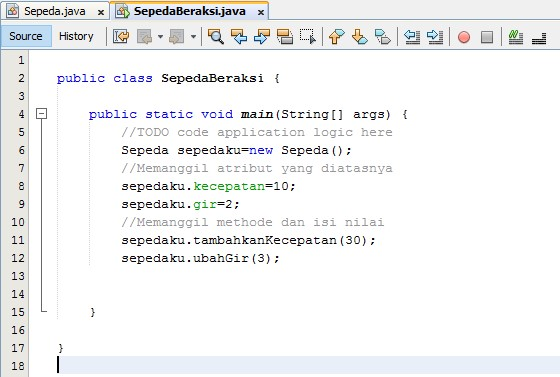 Sepeda.java x SepedaBeraksi.java x
Source History
1
2 public class SepedaBeraksi {
3
4 public static void main(String[] args) {
5 //TODO code application logic here
6 Sepeda sepedaku=new Sepeda();
7 //Memanggil atribut yang diatasnya
8 sepedaku.kecepatan=10;
9 sepedaku.gir=2;
10 //Memanggil methode dan isi nilai
11 sepedaku.tambahkanKecepatan(30);
12 sepedaku.ubahGir(3);
13
14
15 }
16
17 }
18